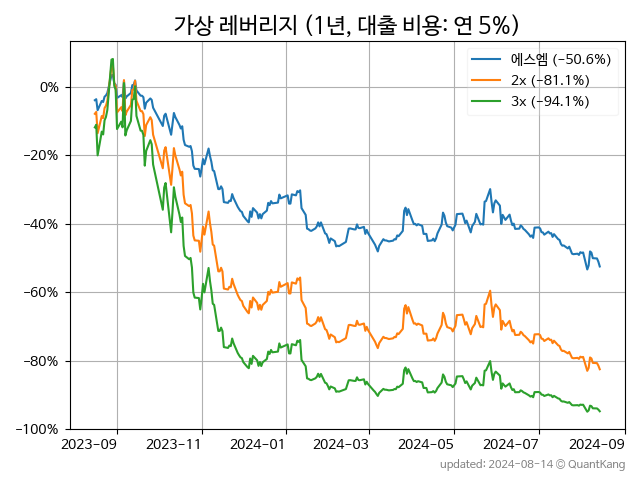 가상 레버리지 (1년, 대출 비용: 연 5%)
에스엠 (−50.6%)
2x (−81.1%)
3x (−94.1%)
0%
−20%
−40%
−60%
−80%
−100%
2023-09 2023-11 2024-01 2024-03 2024-05 2024-07 2024-09
updated: 2024-08-14 © QuantKang